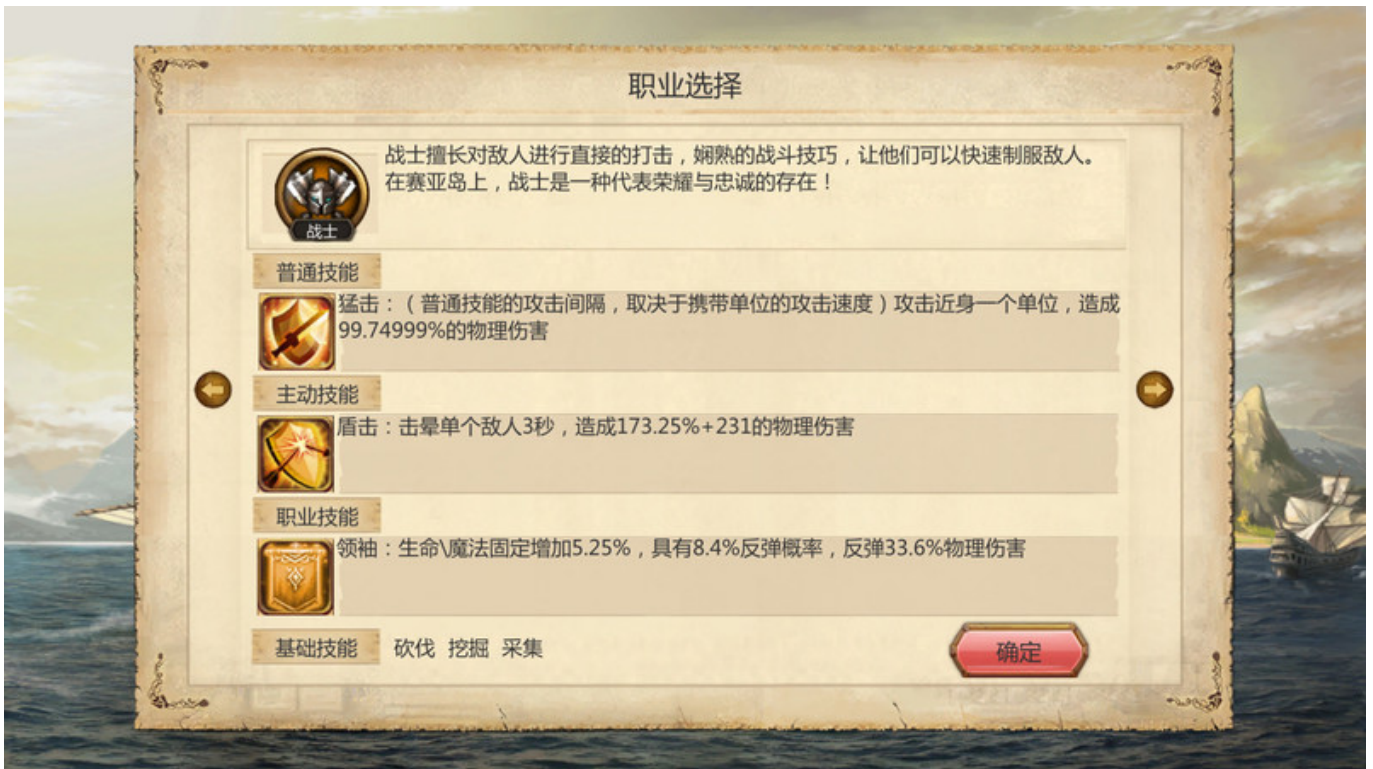 职业选择
战士擅长对敌人进行直接的打击，娴熟的战斗技巧，让他们可以快速制服敌人。
在赛亚岛上，战士是一种代表荣耀与忠诚的存在！
战士
普通技能
猛击：（普通技能的攻击间隔，取决于携带单位的攻击速度）攻击近身一个单位，造成
99.74999%的物理伤害
主动技能
盾击：击晕单个敌人3秒，造成173.25%+231的物理伤害
职业技能
领袖：生命\魔法固定增加5.25%，具有8.4%反弹概率，反弹33.6%物理伤害
基础技能 砍伐 挖掘 采集
确定